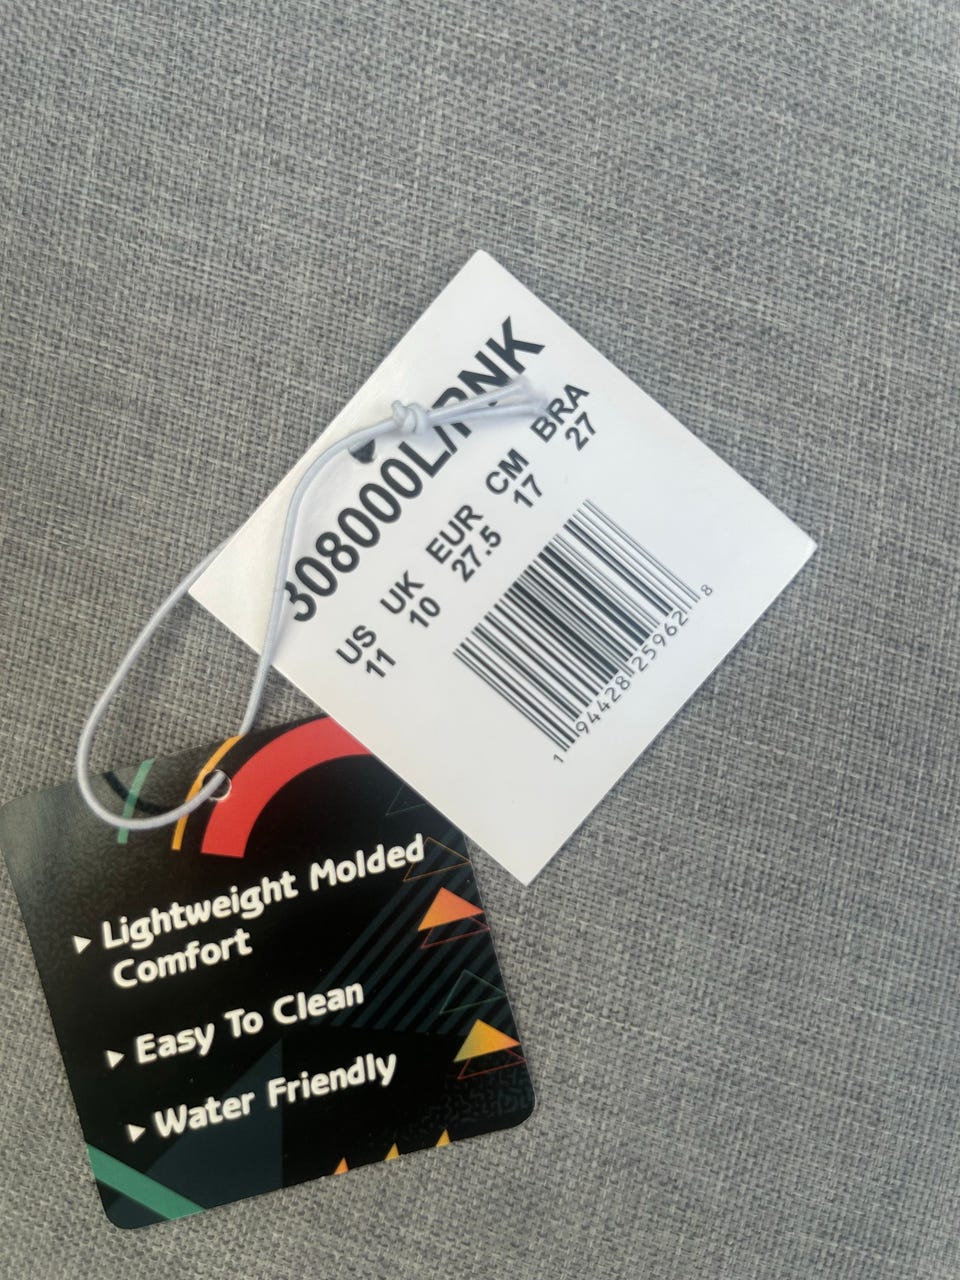 308000L/PNK
US UK EUR CM BRA
11 10 27.5 17 27
1 94428 25962 8
▸ Lightweight Molded
Comfort
▸ Easy To Clean
▸ Water Friendly